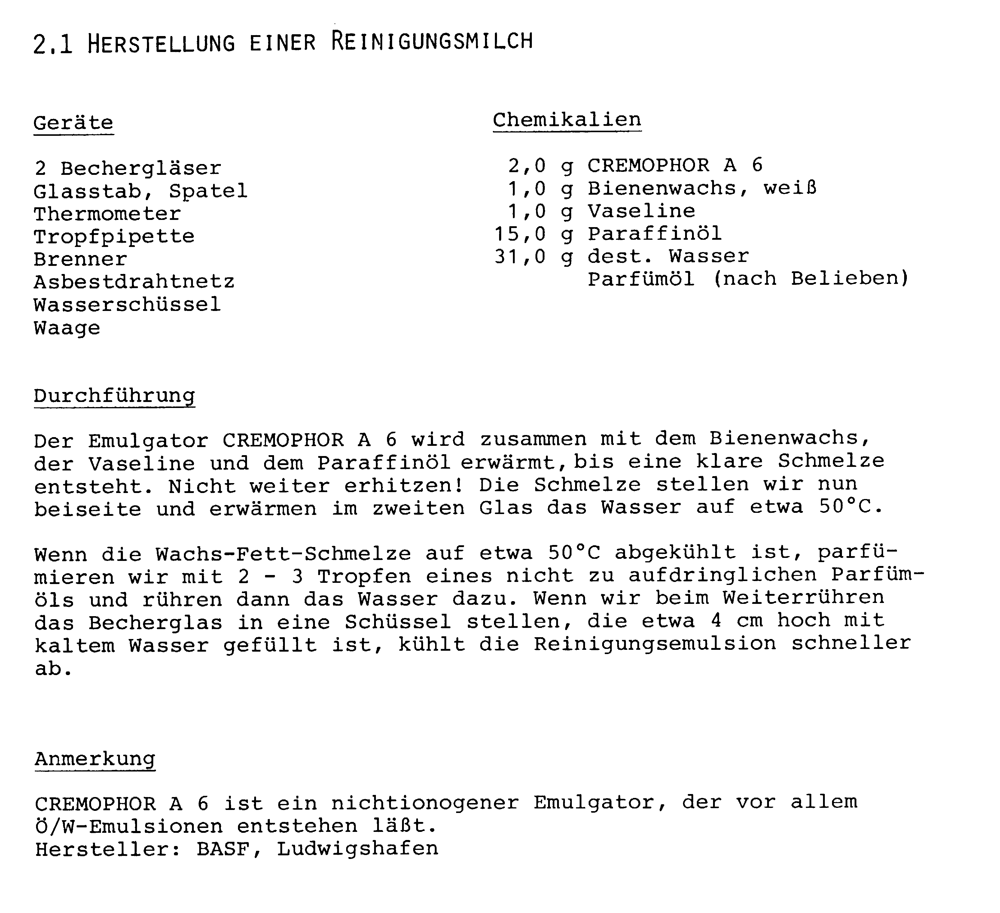 2.1 HERSTELLUNG EINER REINIGUNGSMILCH
Geräte
2 Bechergläser
Glasstab, Spatel
Thermometer
Tropfpipette
Brenner
Asbestdrahtnetz
Wasserschüssel
Waage
Chemikalien
2,0 g CREMOPHOR A 6
1,0 g Bienenwachs, weiß
1,0 g Vaseline
15,0 g Paraffinöl
31,0 g dest. Wasser
Parfümöl (nach Belieben)
Durchführung
Der Emulgator CREMOPHOR A 6 wird zusammen mit dem Bienenwachs,
der Vaseline und dem Paraffinöl erwärmt, bis eine klare Schmelze
entsteht. Nicht weiter erhitzen! Die Schmelze stellen wir nun
beiseite und erwärmen im zweiten Glas das Wasser auf etwa 50°C.
Wenn die Wachs-Fett-Schmelze auf etwa 50°C abgekühlt ist, parfü-
mieren wir mit 2 - 3 Tropfen eines nicht zu aufdringlichen Parfüm-
öls und rühren dann das Wasser dazu. Wenn wir beim Weiterrühren
das Becherglas in eine Schüssel stellen, die etwa 4 cm hoch mit
kaltem Wasser gefüllt ist, kühlt die Reinigungsemulsion schneller
ab.
Anmerkung
CREMOPHOR A 6 ist ein nichtionogener Emulgator, der vor allem
Ö/W-Emulsionen entstehen läßt.
Hersteller: BASF, Ludwigshafen